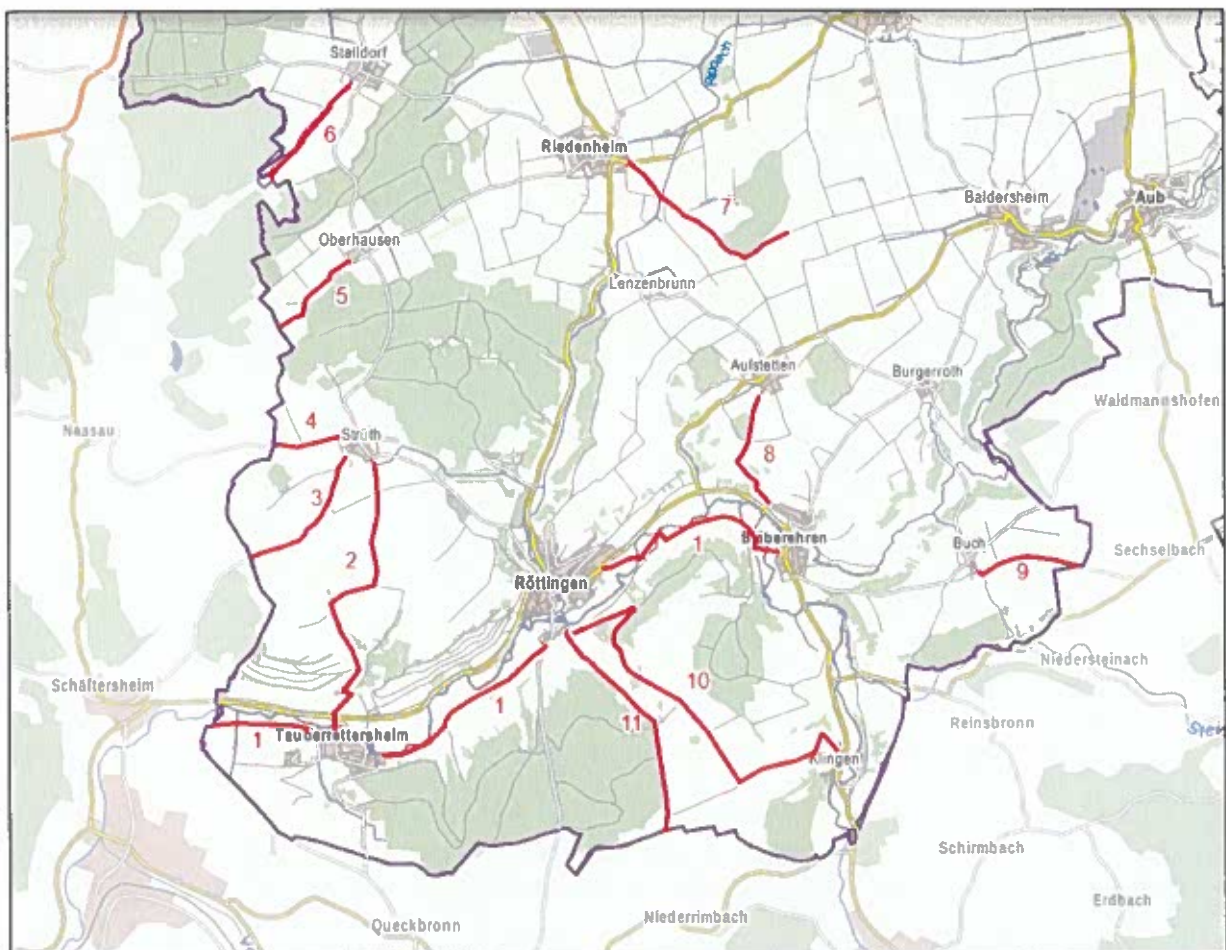 Stalldorf
6
Riedenheim
7
Baldersheim
Aub
Oberhausen
5
Lenzenbrunn
Aufstetten
Burgerroth
Waldmannshofen
Nassau
4
Strüth
3
8
2
1
Bieberehren
Buch
Sechselbach
9
Röttingen
Schäftersheim
10
Niedersteinach
1
11
Reinsbronn
1
Tauberrettersheim
Klingen
Schirmbach
Erdbach
Queckbronn
Niederrimbach